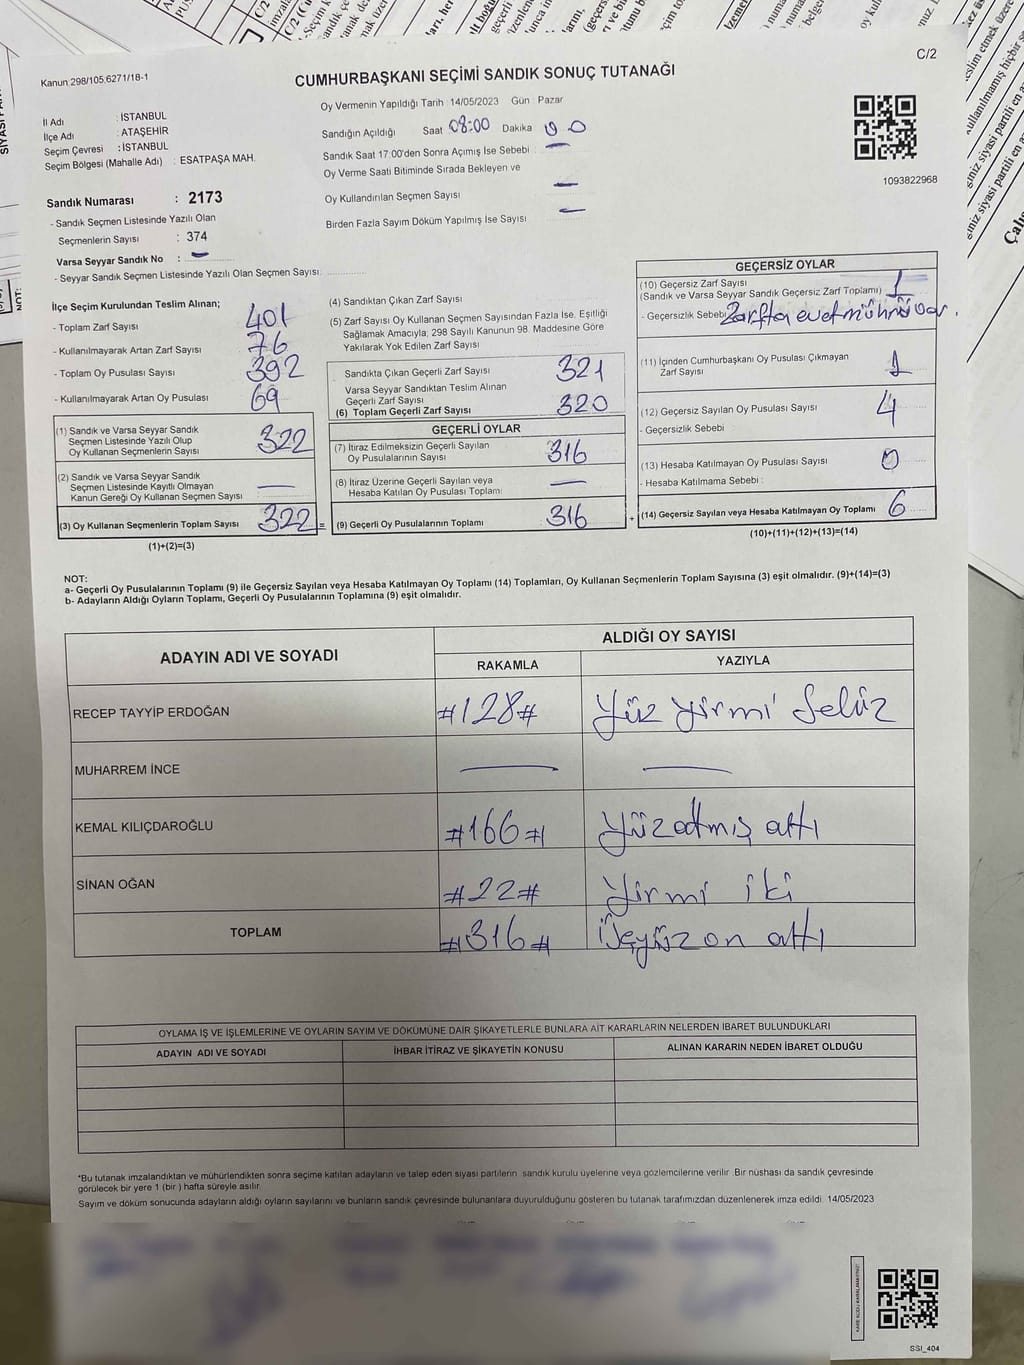 C/2
Kanun 298/105,6271/18-1
CUMHURBAŞKANI SEÇİMİ SANDIK SONUÇ TUTANAĞI
Oy Vermenin Yapıldığı Tarih : 14/05/2023 Gün : Pazar
İl Adı : İSTANBUL
İlçe Adı : ATAŞEHİR
Seçim Çevresi : İSTANBUL
Seçim Bölgesi (Mahalle Adı) : ESATPAŞA MAH.
Sandığın Açıldığı Saat 08:00 Dakika 00
Sandık Saat 17:00'den Sonra Açımış İse Sebebi : —
Oy Verme Saati Bitiminde Sırada Bekleyen ve
Oy Kullandırılan Seçmen Sayısı —
Birden Fazla Sayım Döküm Yapılmış İse Sayısı —
1093822968
Sandık Numarası : 2173
- Sandık Seçmen Listesinde Yazılı Olan
Seçmenlerin Sayısı : 374
Varsa Seyyar Sandık No : —
- Seyyar Sandık Seçmen Listesinde Yazılı Olan Seçmen Sayısı
İlçe Seçim Kurulundan Teslim Alınan;
- Toplam Zarf Sayısı 401
- Kullanılmayarak Artan Zarf Sayısı 76
- Toplam Oy Pusulası Sayısı 392
- Kullanılmayarak Artan Oy Pusulası 69
(1) Sandık ve Varsa Seyyar Sandık
Seçmen Listesinde Yazılı Olup
Oy Kullanan Seçmenlerin Sayısı 322
(2) Sandık ve Varsa Seyyar Sandık
Seçmen Listesinde Kayıtlı Olmayan
Kanun Gereği Oy Kullanan Seçmen Sayısı —
(3) Oy Kullanan Seçmenlerin Toplam Sayısı 322 =
(1)+(2)=(3)
(4) Sandıktan Çıkan Zarf Sayısı
(5) Zarf Sayısı Oy Kullanan Seçmen Sayısından Fazla İse, Eşitliği
Sağlamak Amacıyla; 298 Sayılı Kanunun 98. Maddesine Göre
Yakılarak Yok Edilen Zarf Sayısı
Sandıkta Çıkan Geçerli Zarf Sayısı 321
Varsa Seyyar Sandıktan Teslim Alınan
Geçerli Zarf Sayısı
(6) Toplam Geçerli Zarf Sayısı 320
GEÇERLİ OYLAR
(7) İtiraz Edilmeksizin Geçerli Sayılan
Oy Pusulalarının Sayısı 316
(8) İtiraz Üzerine Geçerli Sayılan veya
Hesaba Katılan Oy Pusulası Toplamı —
(9) Geçerli Oy Pusulalarının Toplamı 316 +
GEÇERSİZ OYLAR
(10) Geçersiz Zarf Sayısı
(Sandık ve Varsa Seyyar Sandık Geçersiz Zarf Toplamı) 1
- Geçersizlik Sebebi Zarfta evet mührü var.
(11) İçinden Cumhurbaşkanı Oy Pusulası Çıkmayan
Zarf Sayısı 1
(12) Geçersiz Sayılan Oy Pusulası Sayısı 4
- Geçersizlik Sebebi
(13) Hesaba Katılmayan Oy Pusulası Sayısı 0
- Hesaba Katılmama Sebebi :
(14) Geçersiz Sayılan veya Hesaba Katılmayan Oy Toplamı 6
(10)+(11)+(12)+(13)=(14)
NOT:
a- Geçerli Oy Pusulalarının Toplamı (9) ile Geçersiz Sayılan veya Hesaba Katılmayan Oy Toplamı (14) Toplamları, Oy Kullanan Seçmenlerin Toplam Sayısına (3) eşit olmalıdır. (9)+(14)=(3)
b- Adayların Aldığı Oyların Toplamı, Geçerli Oy Pusulalarının Toplamına (9) eşit olmalıdır.
ADAYIN ADI VE SOYADI ALDIĞI OY SAYISI
RAKAMLA YAZIYLA
RECEP TAYYİP ERDOĞAN #128# Yüz yirmi sekiz
MUHARREM İNCE — —
KEMAL KILIÇDAROĞLU #166# Yüzatmış altı
SİNAN OĞAN #22# Yirmi iki
TOPLAM #316# Üçyüz on altı
OYLAMA İŞ VE İŞLEMLERİNE VE OYLARIN SAYIM VE DÖKÜMÜNE DAİR ŞİKAYETLERLE BUNLARA AİT KARARLARIN NELERDEN İBARET BULUNDUKLARI
ADAYIN ADI VE SOYADI İHBAR İTİRAZ VE ŞİKAYETİN KONUSU ALINAN KARARIN NEDEN İBARET OLDUĞU
*Bu tutanak imzalandıktan ve mühürlendikten sonra seçime katılan adayların ve talep eden siyasi partilerin sandık kurulu üyelerine veya gözlemcilerine verilir. Bir nüshası da sandık çevresinde
görülecek bir yere 1 (bir) hafta süreyle asılır.
Sayım ve döküm sonucunda adayların aldığı oyların sayılarını ve bunların sandık çevresinde bulunanlara duyurulduğunu gösteren bu tutanak tarafımızdan düzenlenerek imza edildi. 14/05/2023
SSI_404